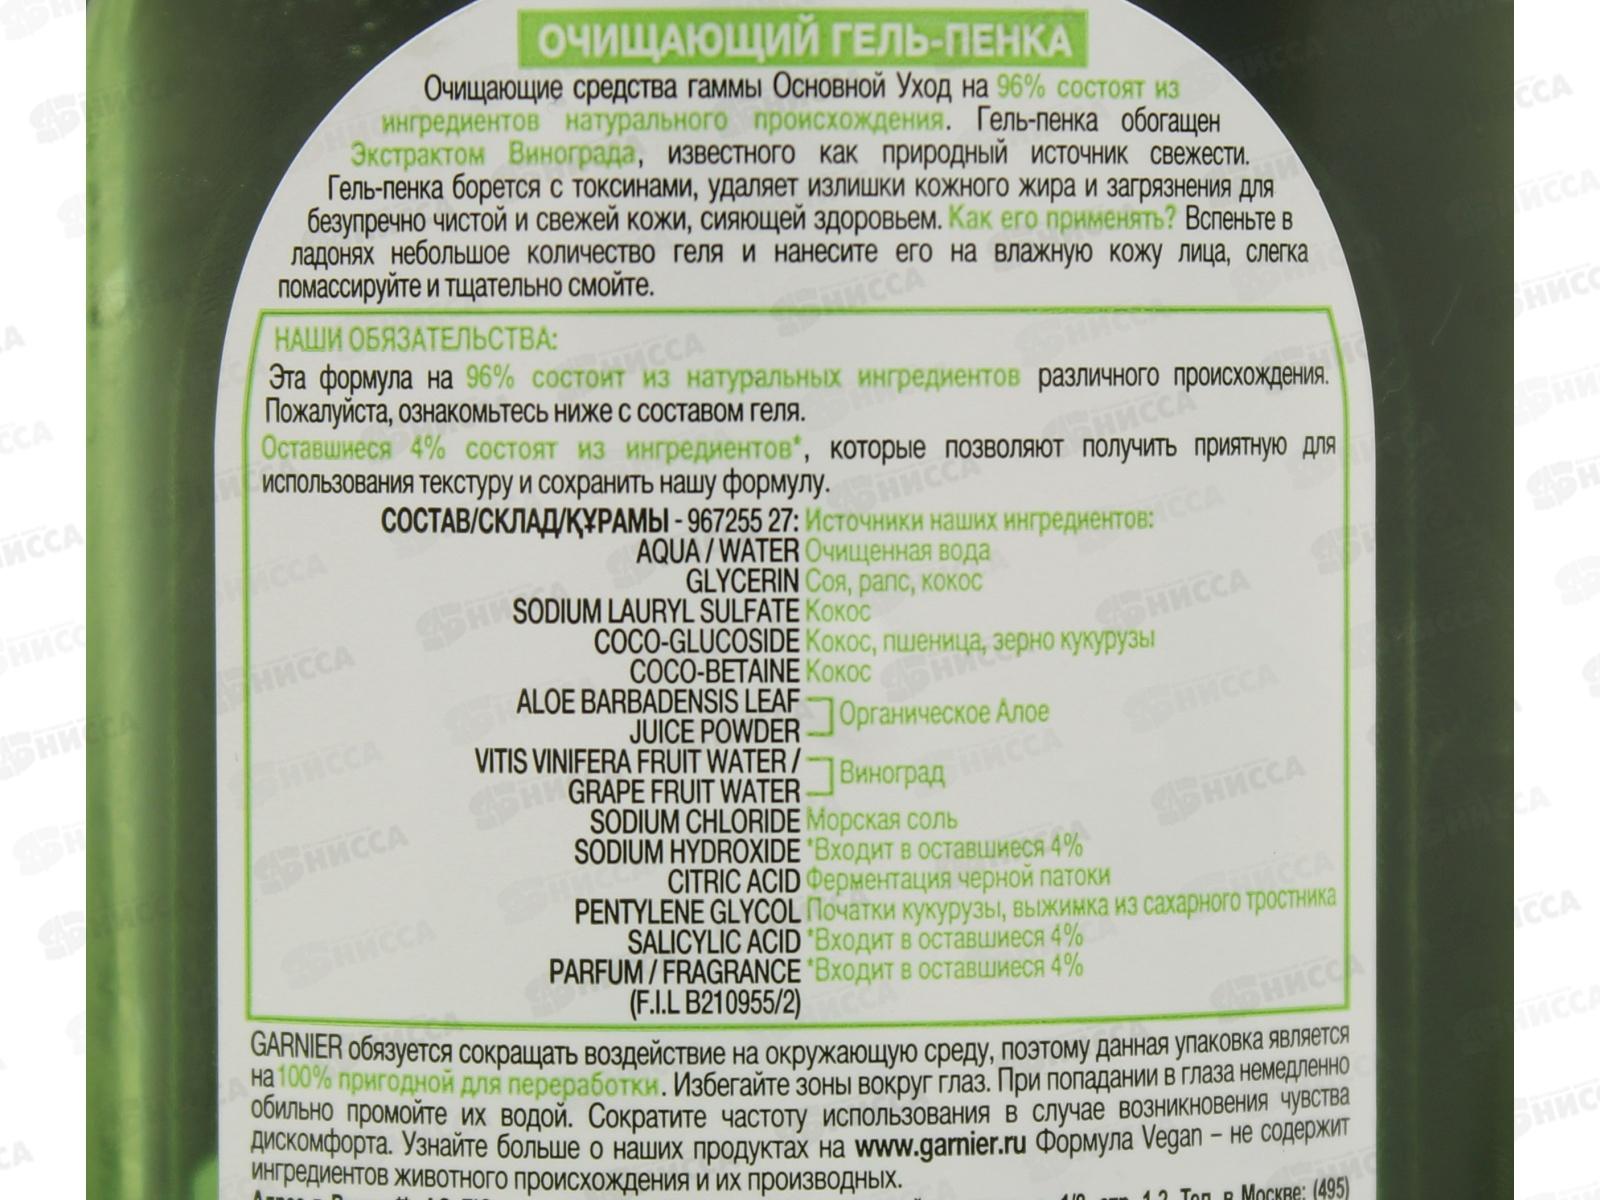 ОЧИЩАЮЩИЙ ГЕЛЬ-ПЕНКА
Очищающие средства гаммы Основной Уход на 96% состоят из
ингредиентов натурального происхождения. Гель-пенка обогащен
Экстрактом Винограда, известного как природный источник свежести.
Гель-пенка борется с токсинами, удаляет излишки кожного жира и загрязнения для
безупречно чистой и свежей кожи, сияющей здоровьем. Как его применять? Вспеньте в
ладонях небольшое количество геля и нанесите его на влажную кожу лица, слегка
помассируйте и тщательно смойте.
НАШИ ОБЯЗАТЕЛЬСТВА:
Эта формула на 96% состоит из натуральных ингредиентов различного происхождения.
Пожалуйста, ознакомьтесь ниже с составом геля.
Оставшиеся 4% состоят из ингредиентов*, которые позволяют получить приятную для
использования текстуру и сохранить нашу формулу.
СОСТАВ/СКЛАД/ҚҰРАМЫ - 967255 27: Источники наших ингредиентов:
AQUA / WATER Очищенная вода
GLYCERIN Соя, рапс, кокос
SODIUM LAURYL SULFATE Кокос
COCO-GLUCOSIDE Кокос, пшеница, зерно кукурузы
COCO-BETAINE Кокос
ALOE BARBADENSIS LEAF
JUICE POWDER Органическое Алое
VITIS VINIFERA FRUIT WATER /
GRAPE FRUIT WATER Виноград
SODIUM CHLORIDE Морская соль
SODIUM HYDROXIDE *Входит в оставшиеся 4%
CITRIC ACID Ферментация черной патоки
PENTYLENE GLYCOL Початки кукурузы, выжимка из сахарного тростника
SALICYLIC ACID *Входит в оставшиеся 4%
PARFUM / FRAGRANCE *Входит в оставшиеся 4%
(F.I.L B210955/2)
GARNIER обязуется сокращать воздействие на окружающую среду, поэтому данная упаковка является
на 100% пригодной для переработки. Избегайте зоны вокруг глаз. При попадании в глаза немедленно
обильно промойте их водой. Сократите частоту использования в случае возникновения чувства
дискомфорта. Узнайте больше о наших продуктах на www.garnier.ru Формула Vegan – не содержит
ингредиентов животного происхождения и их производных.
Тел. в Москве: (495)